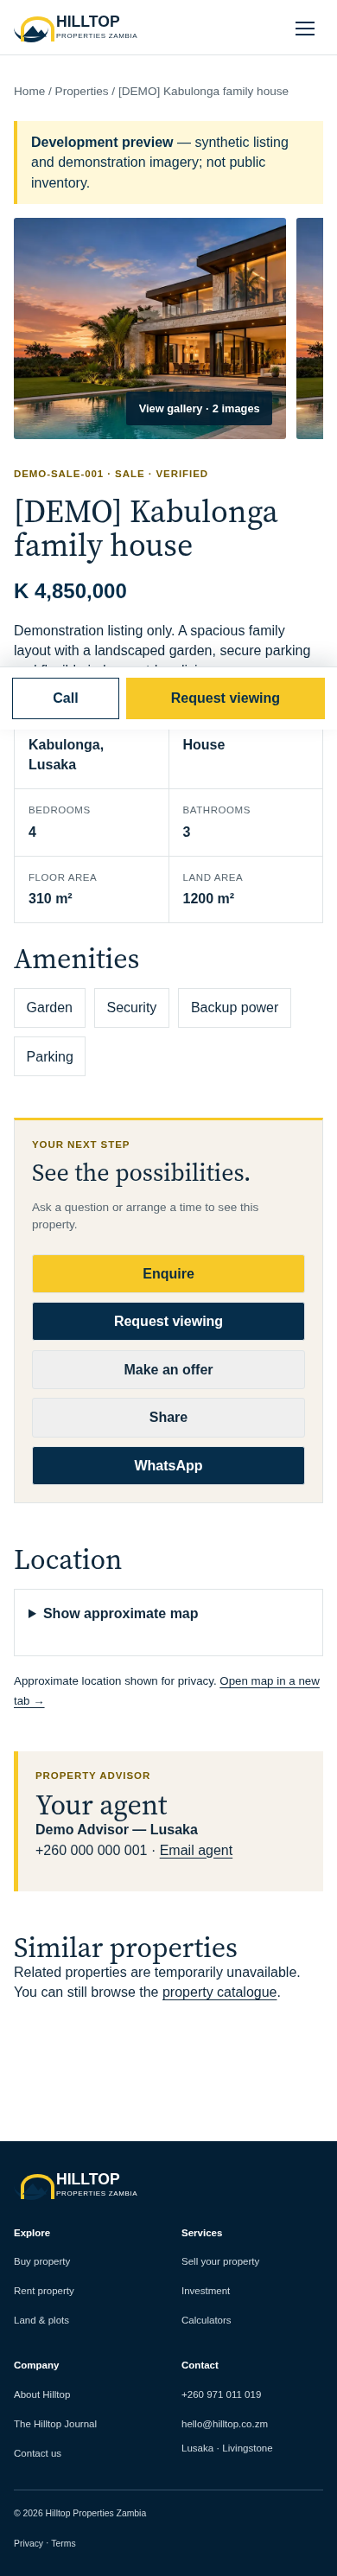 HILLTOP
PROPERTIES ZAMBIA
Home / Properties / [DEMO] Kabulonga family house
Development preview — synthetic listing
and demonstration imagery; not public
inventory.
View gallery · 2 images
DEMO-SALE-001 · SALE · VERIFIED
[DEMO] Kabulonga
family house
K 4,850,000
Demonstration listing only. A spacious family
layout with a landscaped garden, secure parking
Call
Request viewing
Kabulonga,
Lusaka
House
BEDROOMS
4
BATHROOMS
3
FLOOR AREA
310 m²
LAND AREA
1200 m²
Amenities
Garden
Security
Backup power
Parking
YOUR NEXT STEP
See the possibilities.
Ask a question or arrange a time to see this
property.
Enquire
Request viewing
Make an offer
Share
WhatsApp
Location
▶ Show approximate map
Approximate location shown for privacy. Open map in a new
tab →
PROPERTY ADVISOR
Your agent
Demo Advisor — Lusaka
+260 000 000 001 · Email agent
Similar properties
Related properties are temporarily unavailable.
You can still browse the property catalogue.
HILLTOP
PROPERTIES ZAMBIA
Explore
Buy property
Rent property
Land & plots
Services
Sell your property
Investment
Calculators
Company
About Hilltop
The Hilltop Journal
Contact us
Contact
+260 971 011 019
hello@hilltop.co.zm
Lusaka · Livingstone
© 2026 Hilltop Properties Zambia
Privacy · Terms